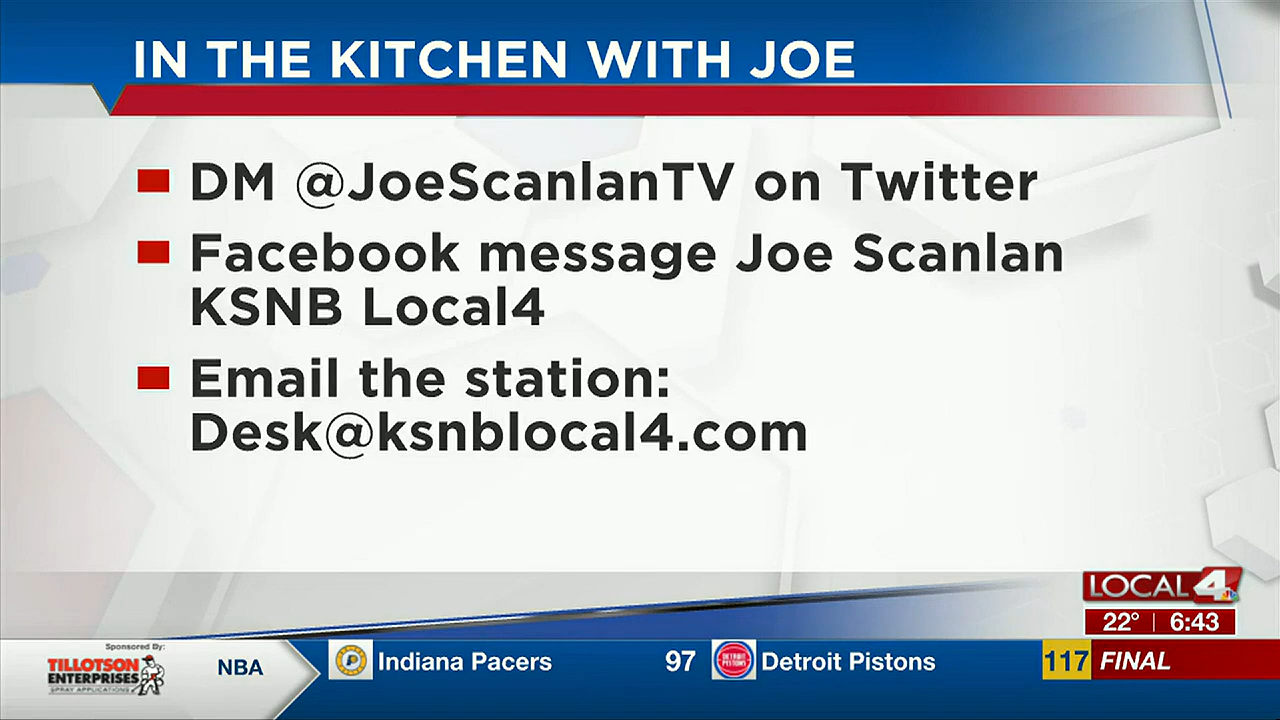 IN THE KITCHEN WITH JOE
DM @JoeScanlanTV on Twitter
Facebook message Joe Scanlan
KSNB Local4
Email the station:
Desk@ksnblocal4.com
LOCAL 4
22° | 6:43
Sponsored By:
TILLOTSON
ENTERPRISES
SPRAY APPLICATIONS
NBA
Indiana Pacers 97 Detroit Pistons 117 FINAL